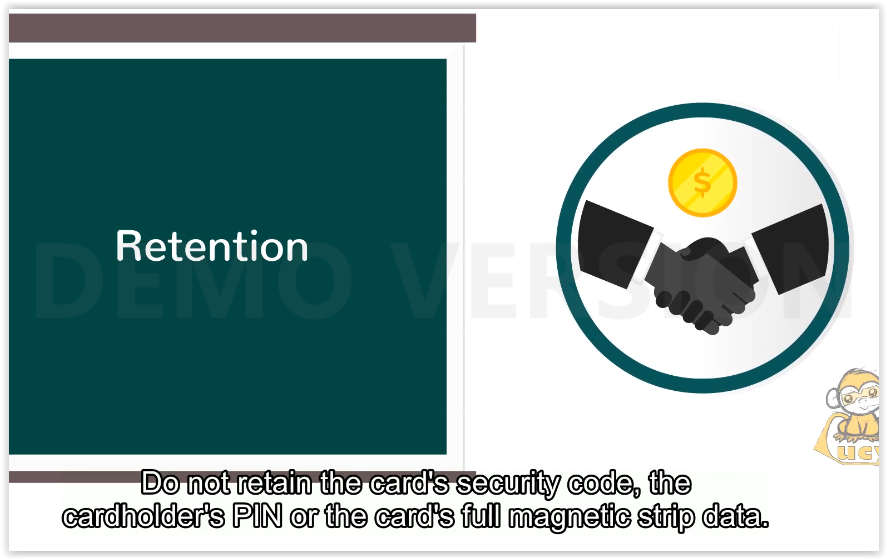 Retention
DEMO VERSION
ucy
Do not retain the card's security code, the
cardholder's PIN or the card's full magnetic strip data.